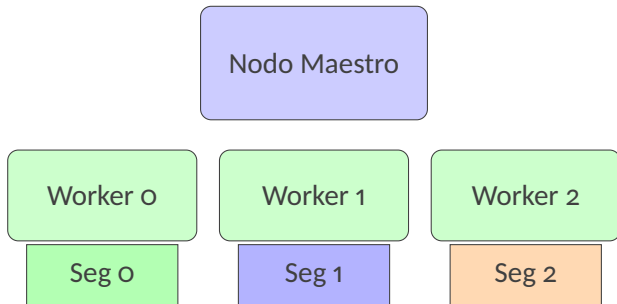 Nodo Maestro
Worker 0 Worker 1 Worker 2
Seg 0 Seg 1 Seg 2